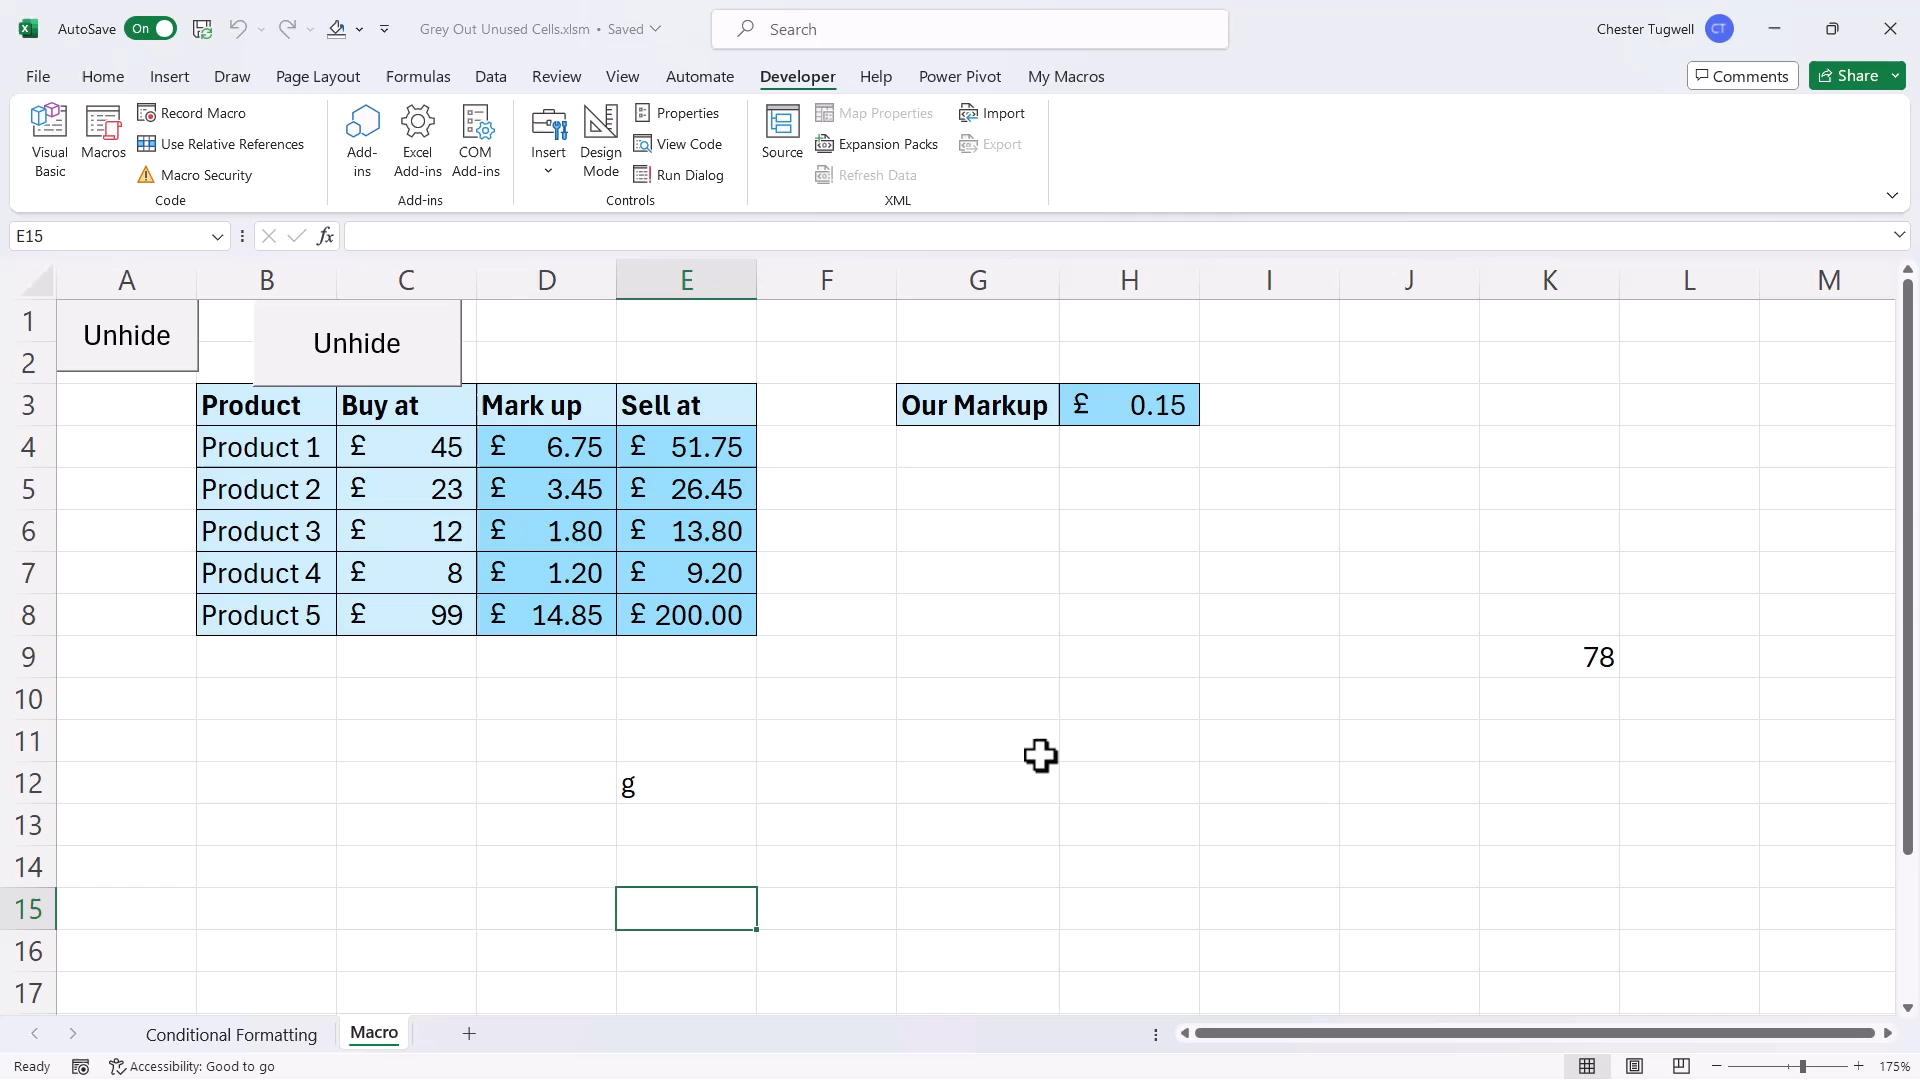 AutoSave On Grey Out Unused Cells.xlsm • Saved Search Chester Tugwell CT
File Home Insert Draw Page Layout Formulas Data Review View Automate Developer Help Power Pivot My Macros Comments Share
Visual Basic
Macros
Record Macro
Use Relative References
Macro Security
Code
Add-ins
Excel Add-ins
COM Add-ins
Add-ins
Insert
Design Mode
Properties
View Code
Run Dialog
Controls
Source
Map Properties
Expansion Packs
Refresh Data
Import
Export
XML
E15 fx
A B C D E F G H I J K L M
1 Unhide Unhide
2
3 Product Buy at Mark up Sell at Our Markup £ 0.15
4 Product 1 £ 45 £ 6.75 £ 51.75
5 Product 2 £ 23 £ 3.45 £ 26.45
6 Product 3 £ 12 £ 1.80 £ 13.80
7 Product 4 £ 8 £ 1.20 £ 9.20
8 Product 5 £ 99 £ 14.85 £ 200.00
9 78
10
11
12 g
13
14
15
16
17
Conditional Formatting Macro
Ready Accessibility: Good to go 175%